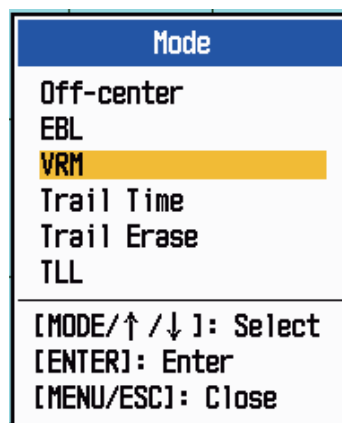 Mode
Off-center
EBL
VRM
Trail Time
Trail Erase
TLL
[MODE/↑/↓]: Select
[ENTER]: Enter
[MENU/ESC]: Close